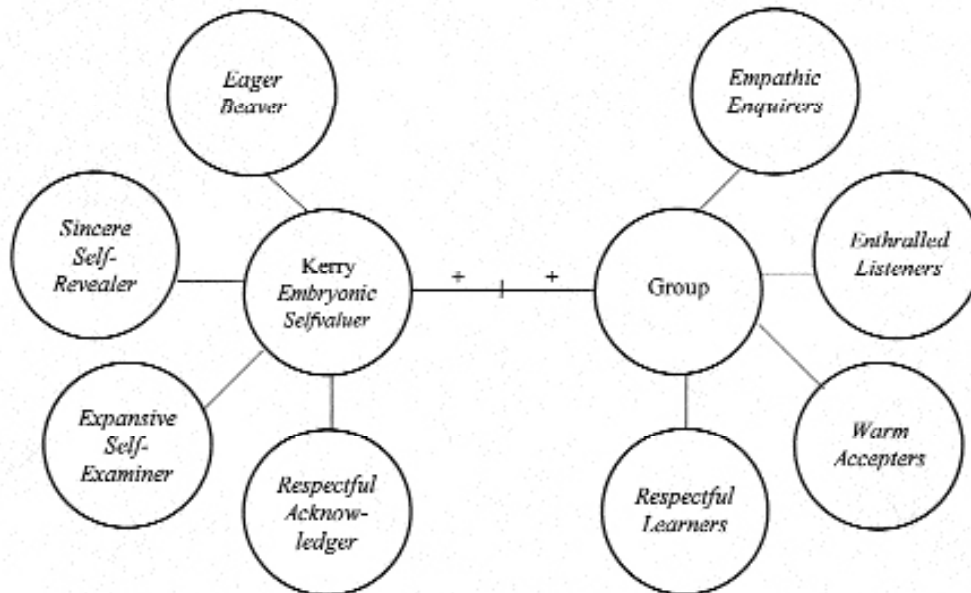 Eager
Beaver
Empathic
Enquirers
Sincere
Self-
Revealer
Kerry
Embryonic
Selfvaluer
+ +
Group
Enthralled
Listeners
Expansive
Self-
Examiner
Respectful
Acknow-
ledger
Respectful
Learners
Warm
Accepters